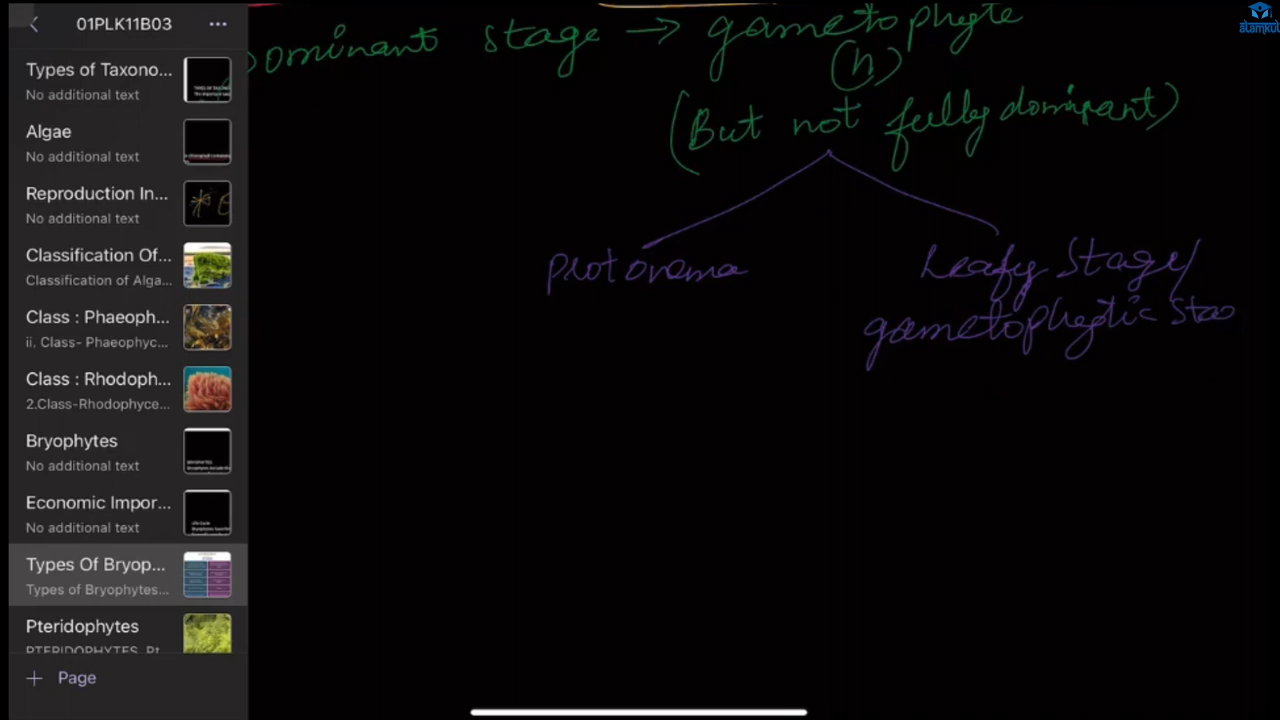 01PLK11B03
Types of Taxono...
No additional text
Algae
No additional text
Reproduction In...
No additional text
Classification Of...
Classification of Alga...
Class : Phaeoph...
ii. Class- Phaeophyc...
Class : Rhodoph...
2.Class-Rhodophyce...
Bryophytes
No additional text
Economic Impor...
No additional text
Types Of Bryop...
Types of Bryophytes...
Pteridophytes
PTERIDOPHYTES Pt
+ Page
ominant stage → gametophyte
(n)
(But not fully dominant)
protonema
Leafy Stage/
gametophytic Stag